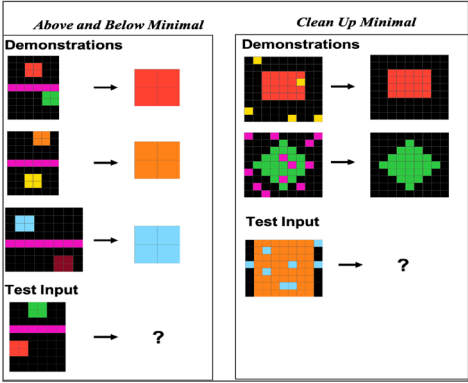 Above and Below Minimal
Demonstrations
Test Input
?
Clean Up Minimal
Demonstrations
Test Input
?